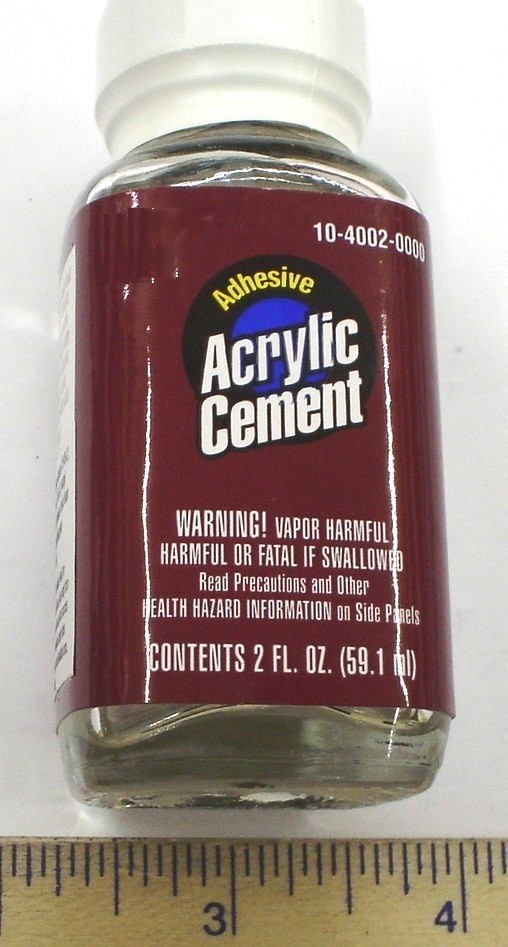 10-4002-0000
Adhesive
Acrylic
Cement
WARNING! VAPOR HARMFUL
HARMFUL OR FATAL IF SWALLOWED
Read Precautions and Other
HEALTH HAZARD INFORMATION on Side Panels
CONTENTS 2 FL. OZ. (59.1 ml)
3 4